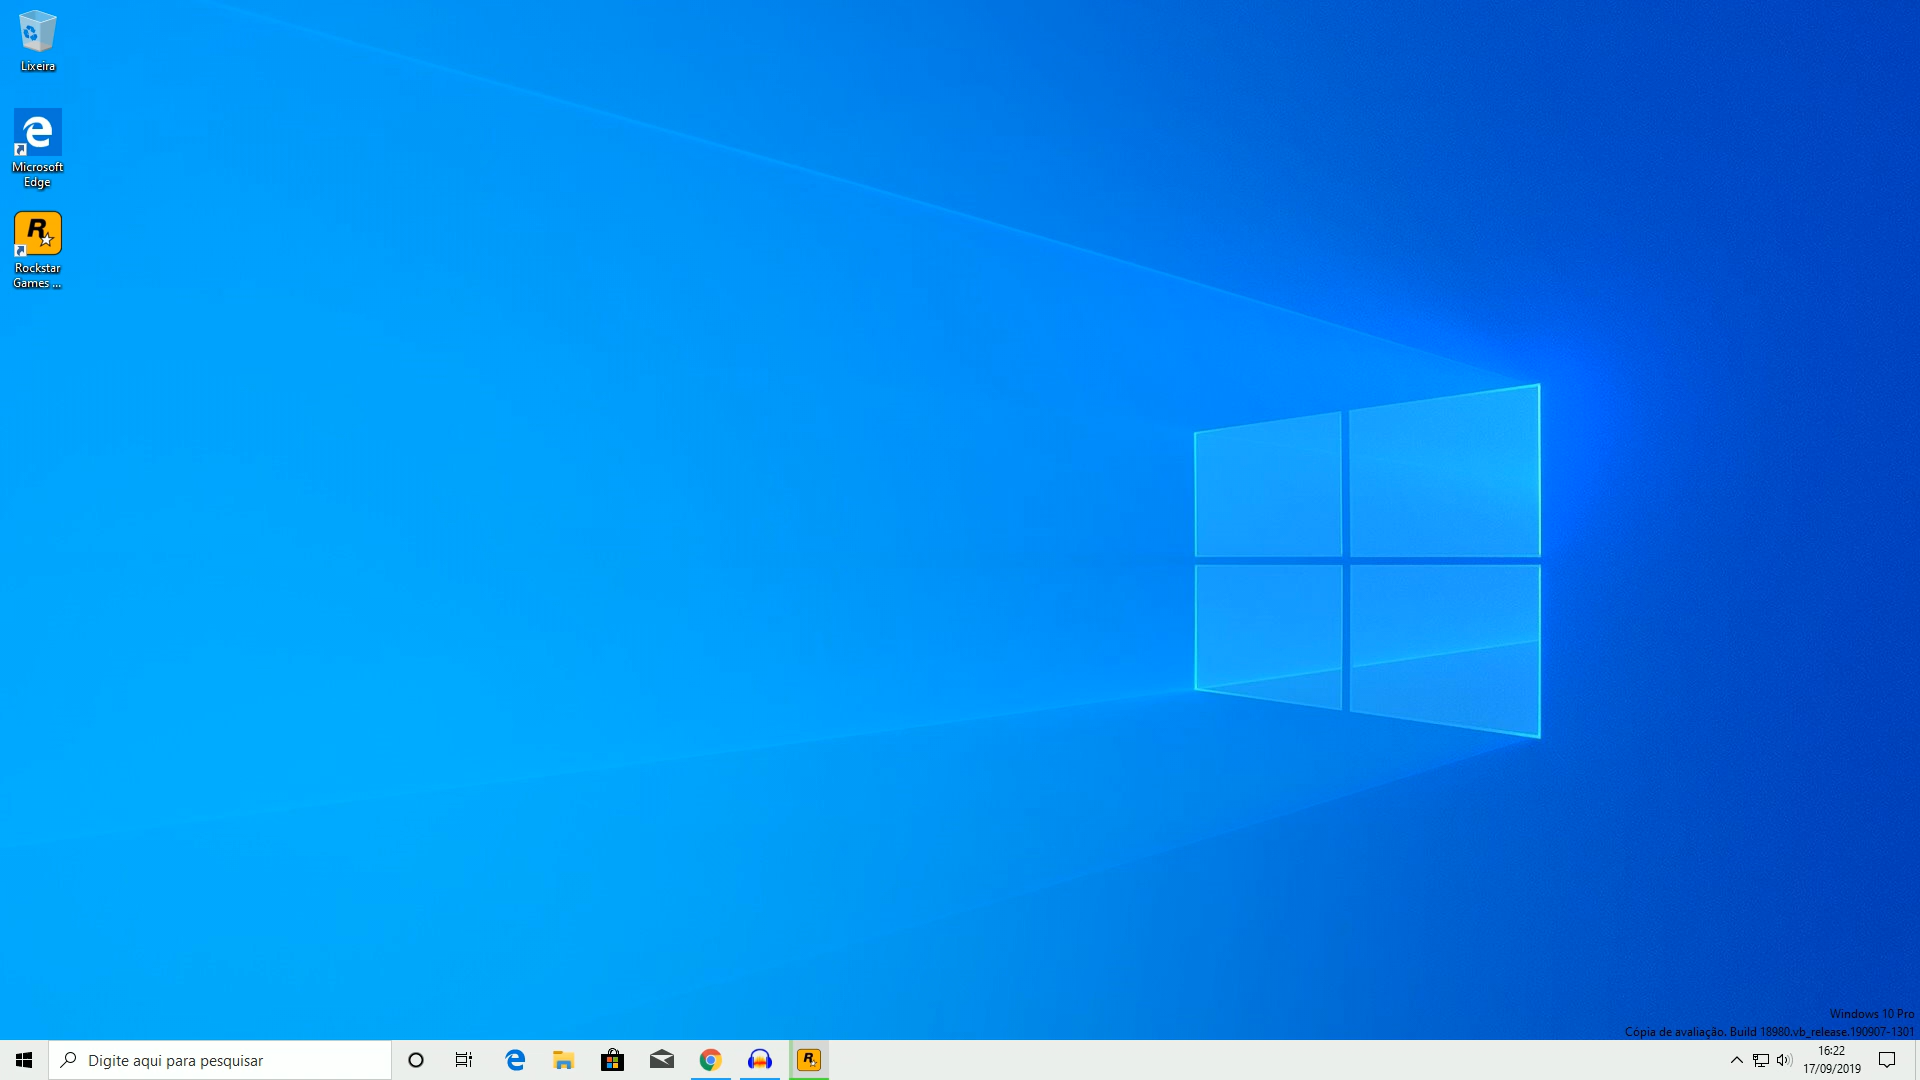 Lixeira
Microsoft
Edge
Rockstar
Games ...
Windows 10 Pro
Cópia de avaliação. Build 18980.vb_release.190907-1301
Digite aqui para pesquisar
16:22
17/09/2019